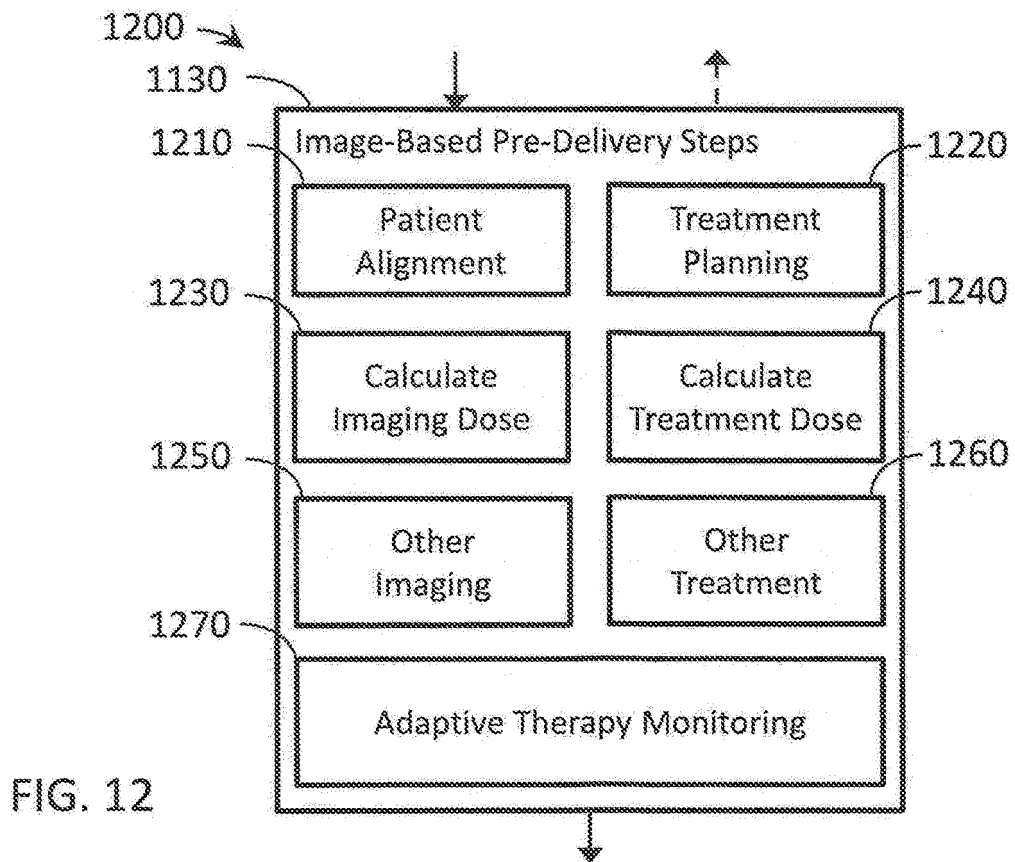 1200
1130
Image-Based Pre-Delivery Steps
1210
1220
Patient
Alignment
Treatment
Planning
1230
1240
Calculate
Imaging Dose
Calculate
Treatment Dose
1250
1260
Other
Imaging
Other
Treatment
1270
Adaptive Therapy Monitoring
FIG. 12